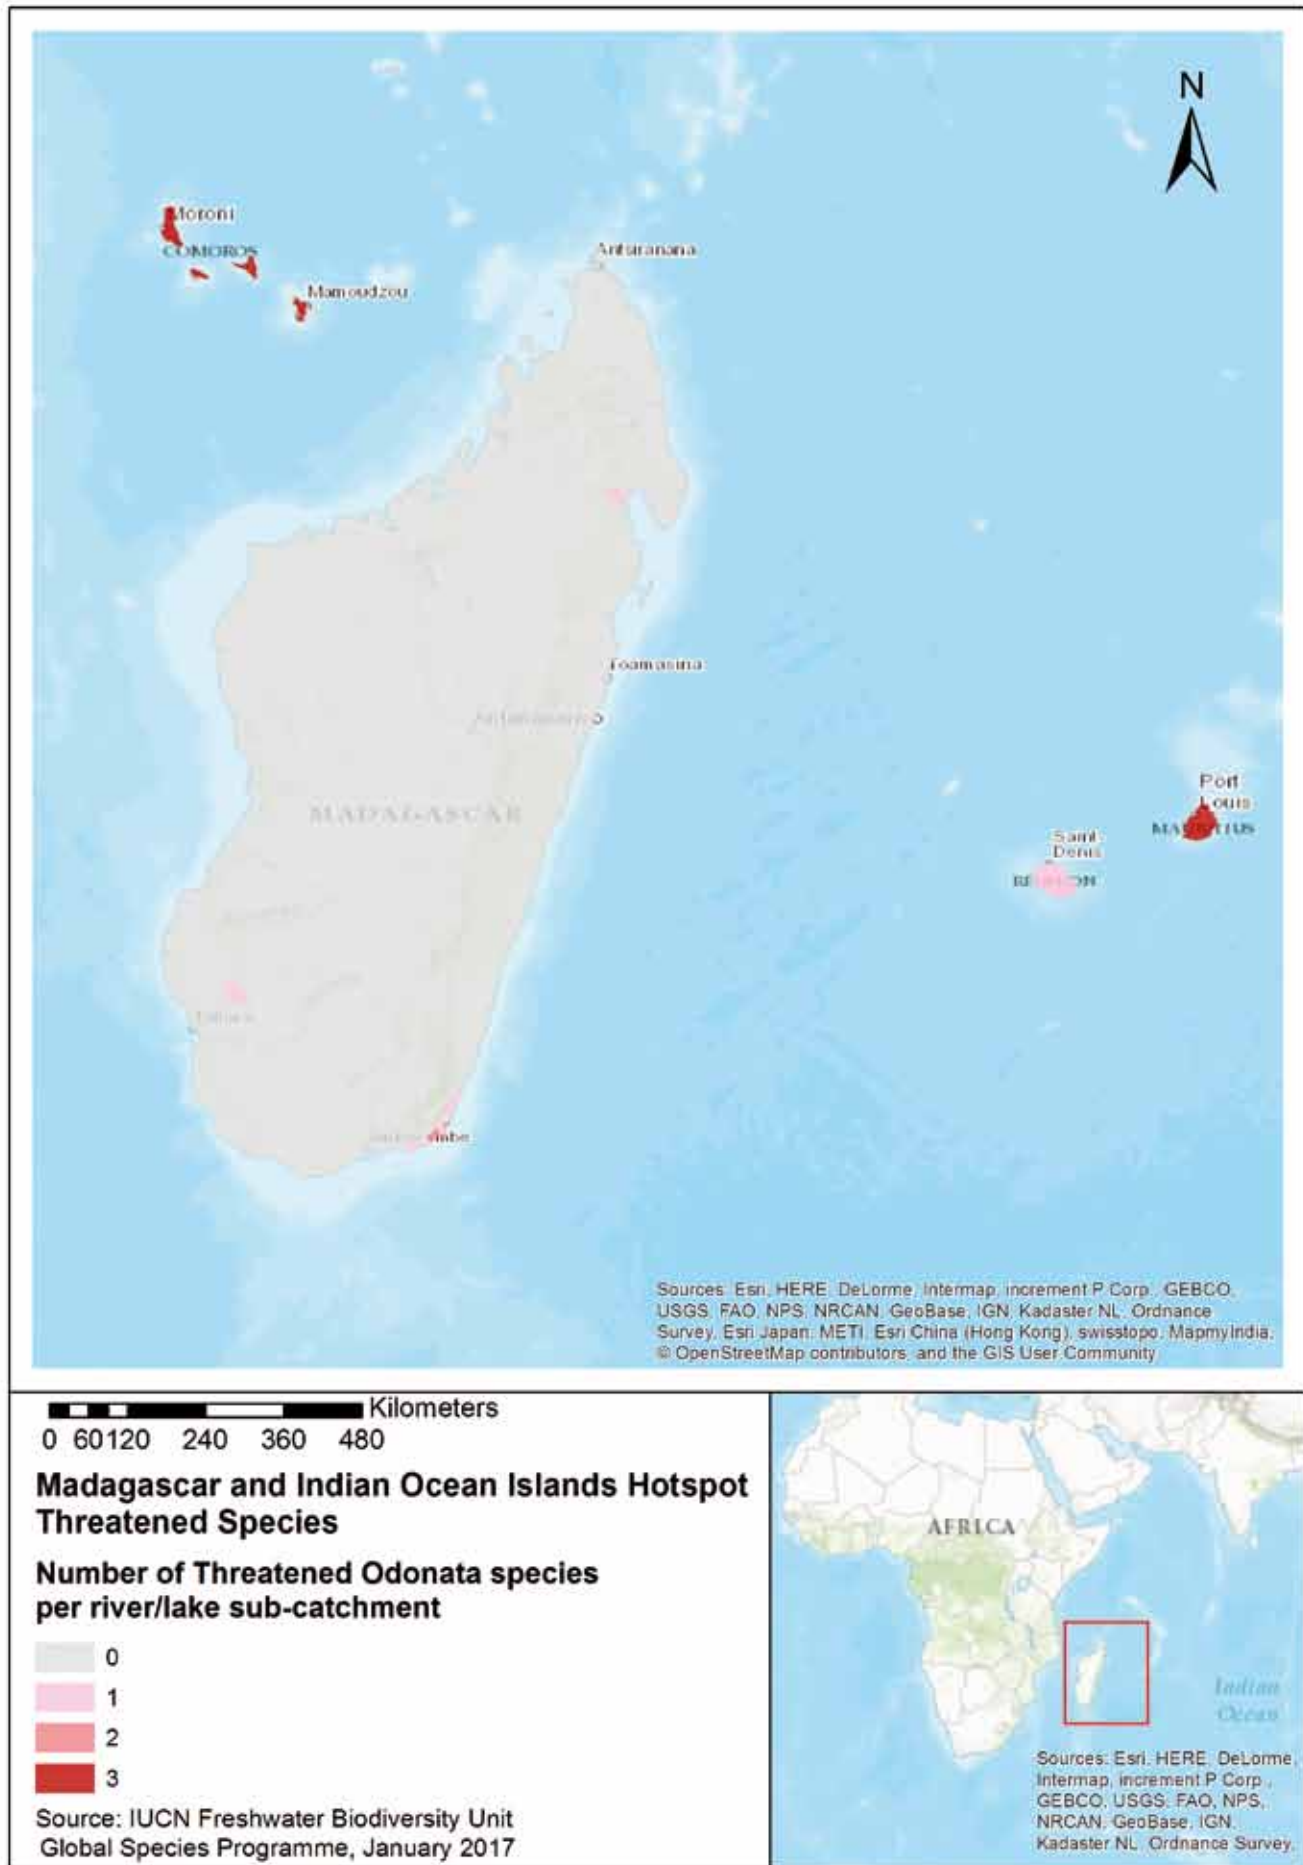 N
Moroni
COMOROS
Antsiranana
Mamoudzou
Toamasina
MADAGASCAR
Port
Louis
MAURITIUS
Saint
Denis
Sources: Esri, HERE, DeLorme, Intermap, increment P Corp., GEBCO,
USGS, FAO, NPS, NRCAN, GeoBase, IGN, Kadaster NL, Ordnance
Survey, Esri Japan, METI, Esri China (Hong Kong), swisstopo, MapmyIndia,
© OpenStreetMap contributors, and the GIS User Community
Kilometers
0 60 120 240 360 480
Madagascar and Indian Ocean Islands Hotspot
Threatened Species
Number of Threatened Odonata species
per river/lake sub-catchment
0
1
2
3
Source: IUCN Freshwater Biodiversity Unit
Global Species Programme, January 2017
AFRICA
Indian
Ocean
Sources: Esri, HERE, DeLorme,
Intermap, increment P Corp.,
GEBCO, USGS, FAO, NPS,
NRCAN, GeoBase, IGN,
Kadaster NL, Ordnance Survey,